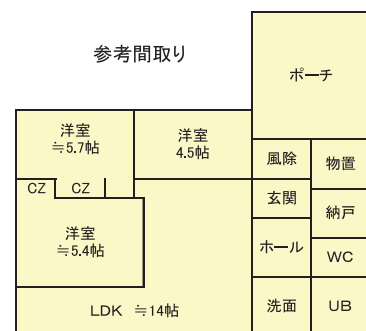 参考間取り
ポーチ
洋室
≒5.7帖
洋室
4.5帖
風除
物置
CZ
CZ
玄関
納戸
洋室
≒5.4帖
ホール
WC
LDK ≒14帖
洗面
UB